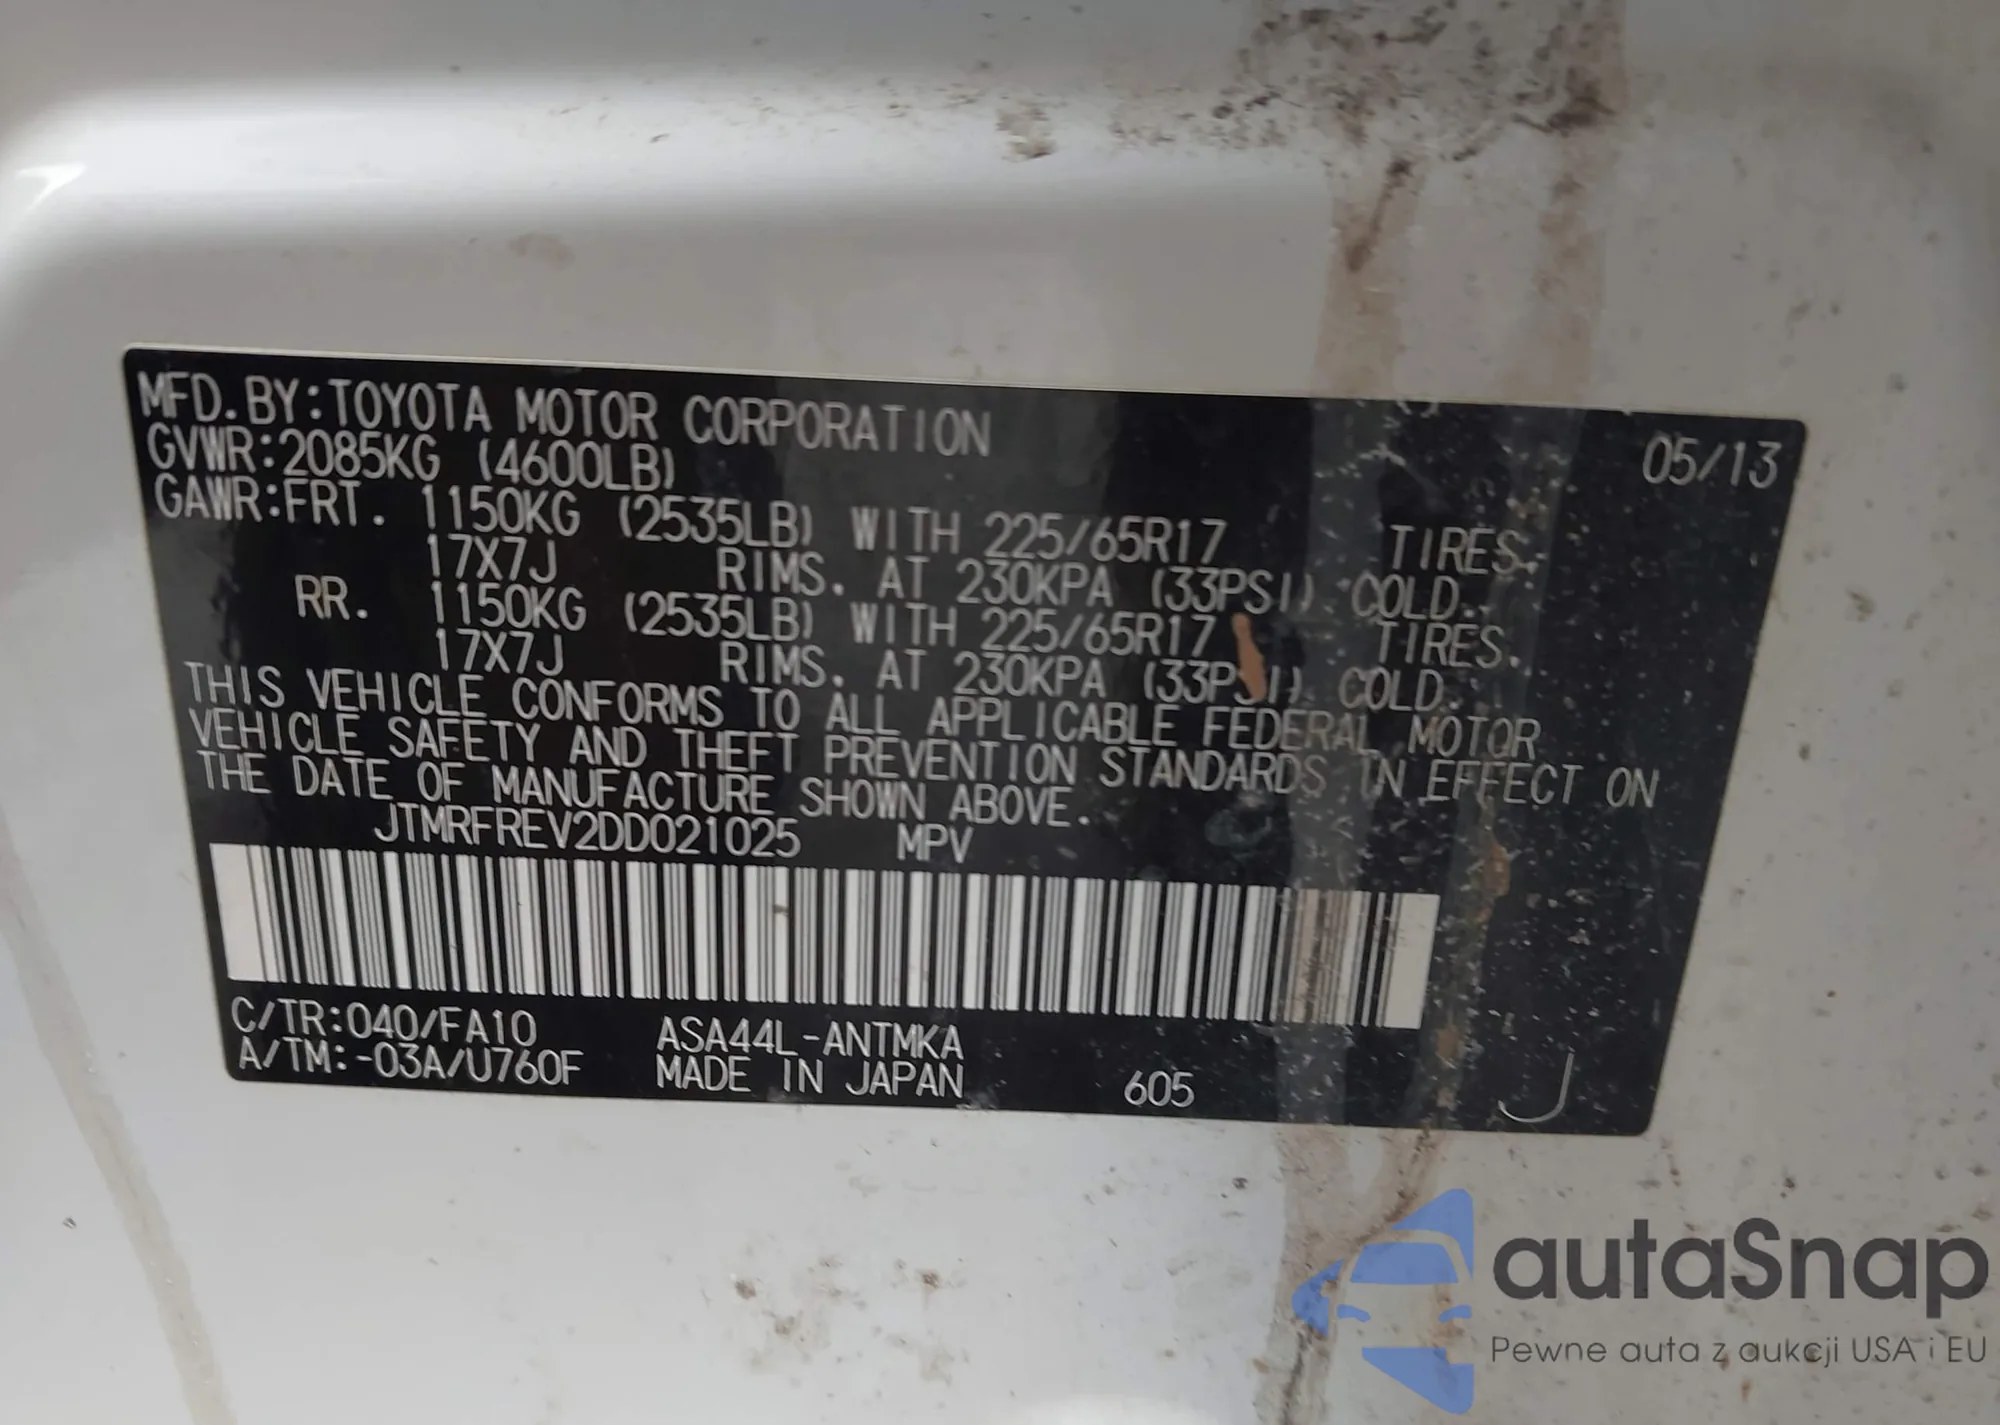 MFD.BY:TOYOTA MOTOR CORPORATION 05/13
GVWR:2085KG (4600LB)
GAWR:FRT. 1150KG (2535LB) WITH 225/65R17 TIRES.
17X7J RIMS. AT 230KPA (33PSI) COLD.
RR. 1150KG (2535LB) WITH 225/65R17 TIRES.
17X7J RIMS. AT 230KPA (33PSI) COLD.
THIS VEHICLE CONFORMS TO ALL APPLICABLE FEDERAL MOTOR
VEHICLE SAFETY AND THEFT PREVENTION STANDARDS IN EFFECT ON
THE DATE OF MANUFACTURE SHOWN ABOVE.
JTMRFREV2DD021025 MPV
C/TR:040/FA10 ASA44L-ANTMKA
A/TM:-03A/U760F MADE IN JAPAN 605 J
autaSnap
Pewne auta z aukcji USA i EU